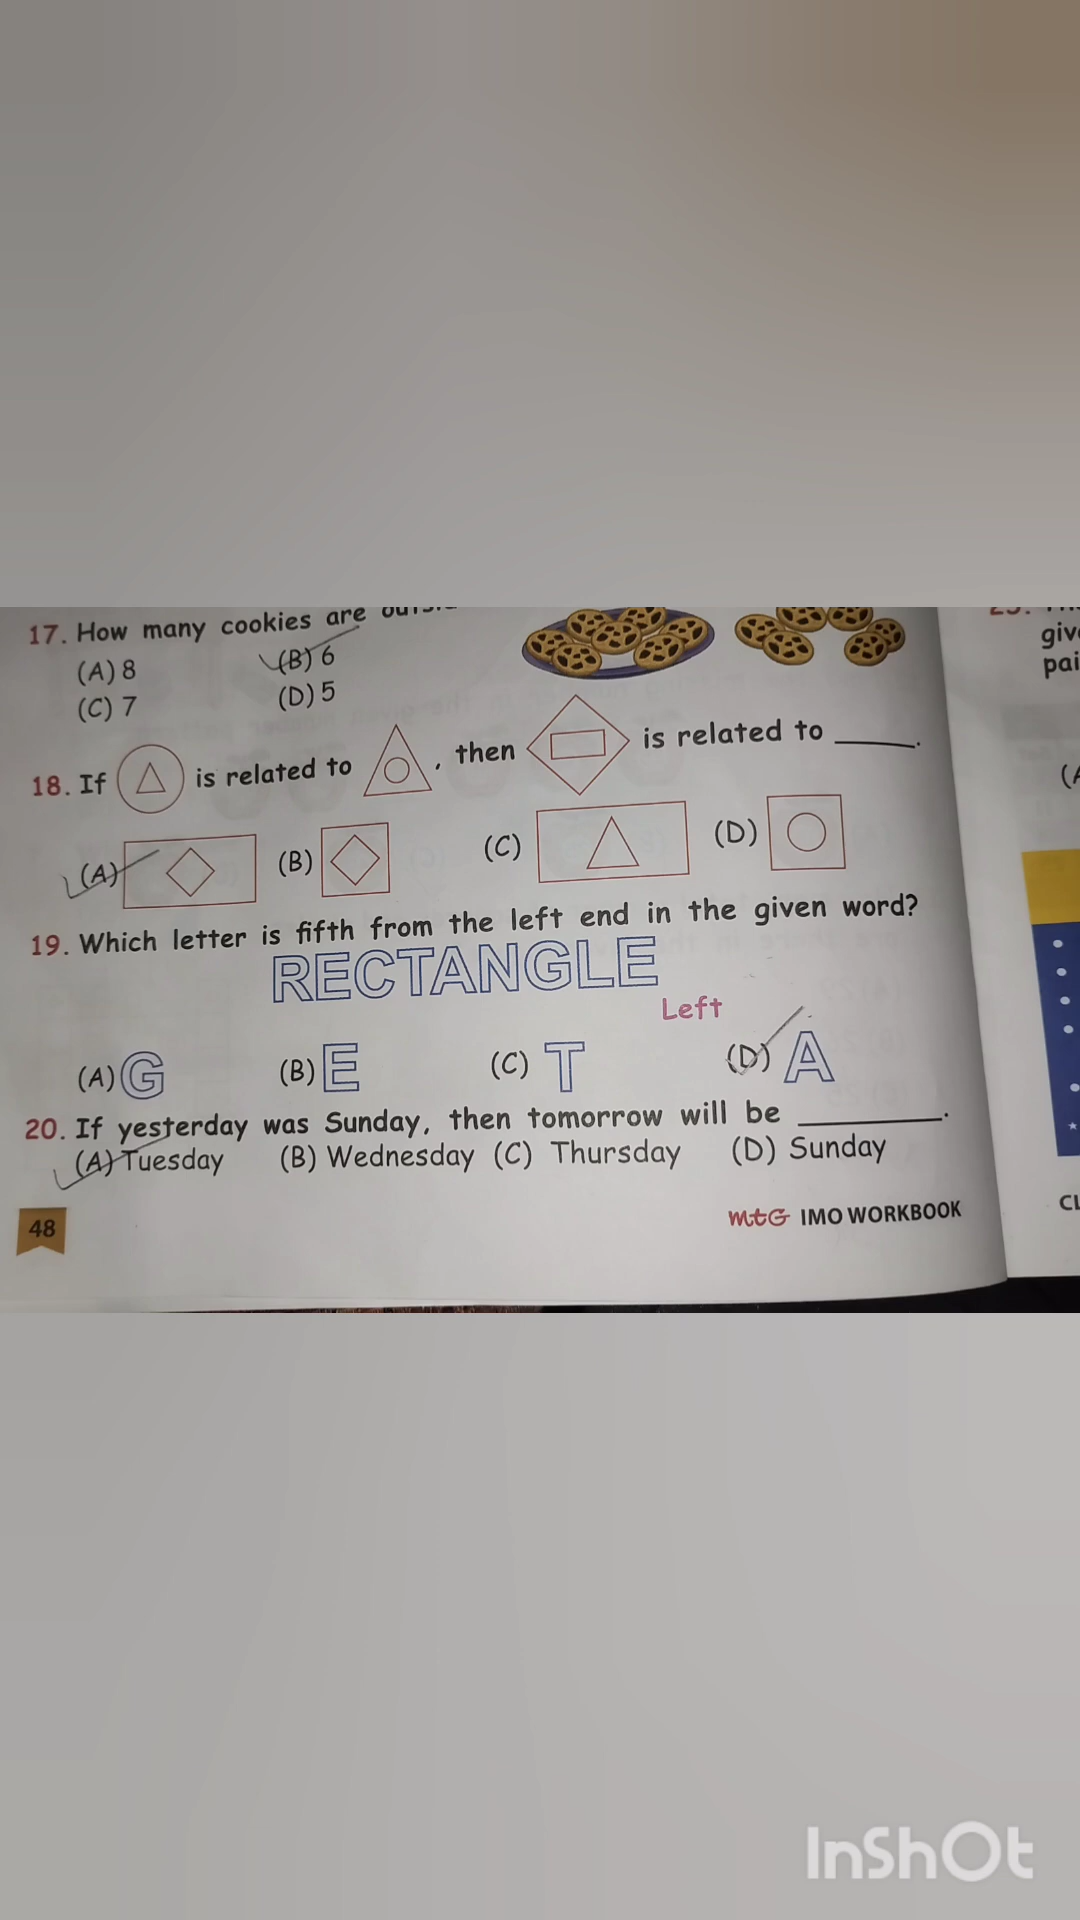 17. How many cookies are
(A) 8 (B) 6
(C) 7 (D) 5
18. If is related to , then is related to ______.
(A) (B) (C) (D)
19. Which letter is fifth from the left end in the given word?
RECTANGLE
Left
(A) G (B) E (C) T (D) A
20. If yesterday was Sunday, then tomorrow will be ________.
(A) Tuesday (B) Wednesday (C) Thursday (D) Sunday
48
mtG IMO WORKBOOK
InShOt